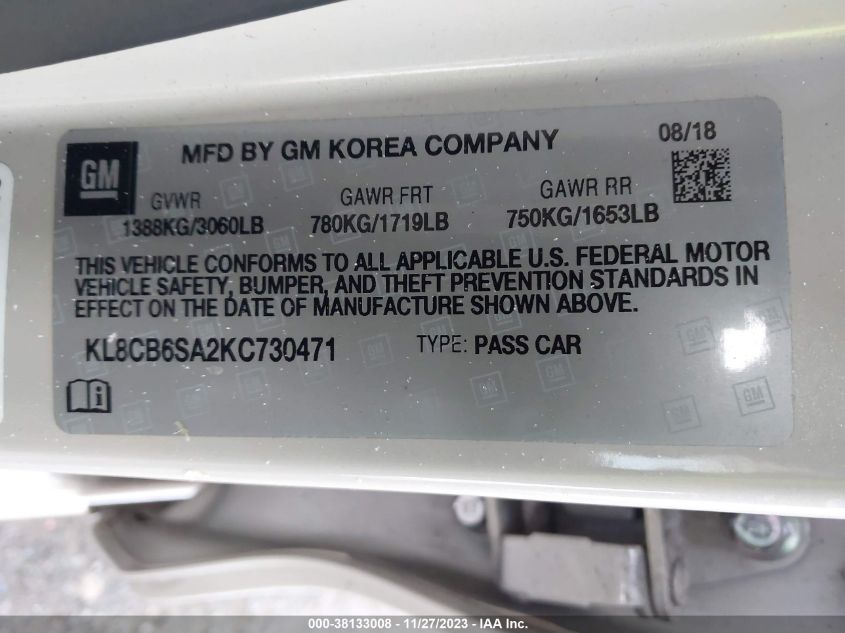 GM
MFD BY GM KOREA COMPANY
08/18
GVWR
1388KG/3060LB
GAWR FRT
780KG/1719LB
GAWR RR
750KG/1653LB
THIS VEHICLE CONFORMS TO ALL APPLICABLE U.S. FEDERAL MOTOR
VEHICLE SAFETY, BUMPER, AND THEFT PREVENTION STANDARDS IN
EFFECT ON THE DATE OF MANUFACTURE SHOWN ABOVE.
KL8CB6SA2KC730471
TYPE: PASS CAR
000-38133008 - 11/27/2023 - IAA Inc.